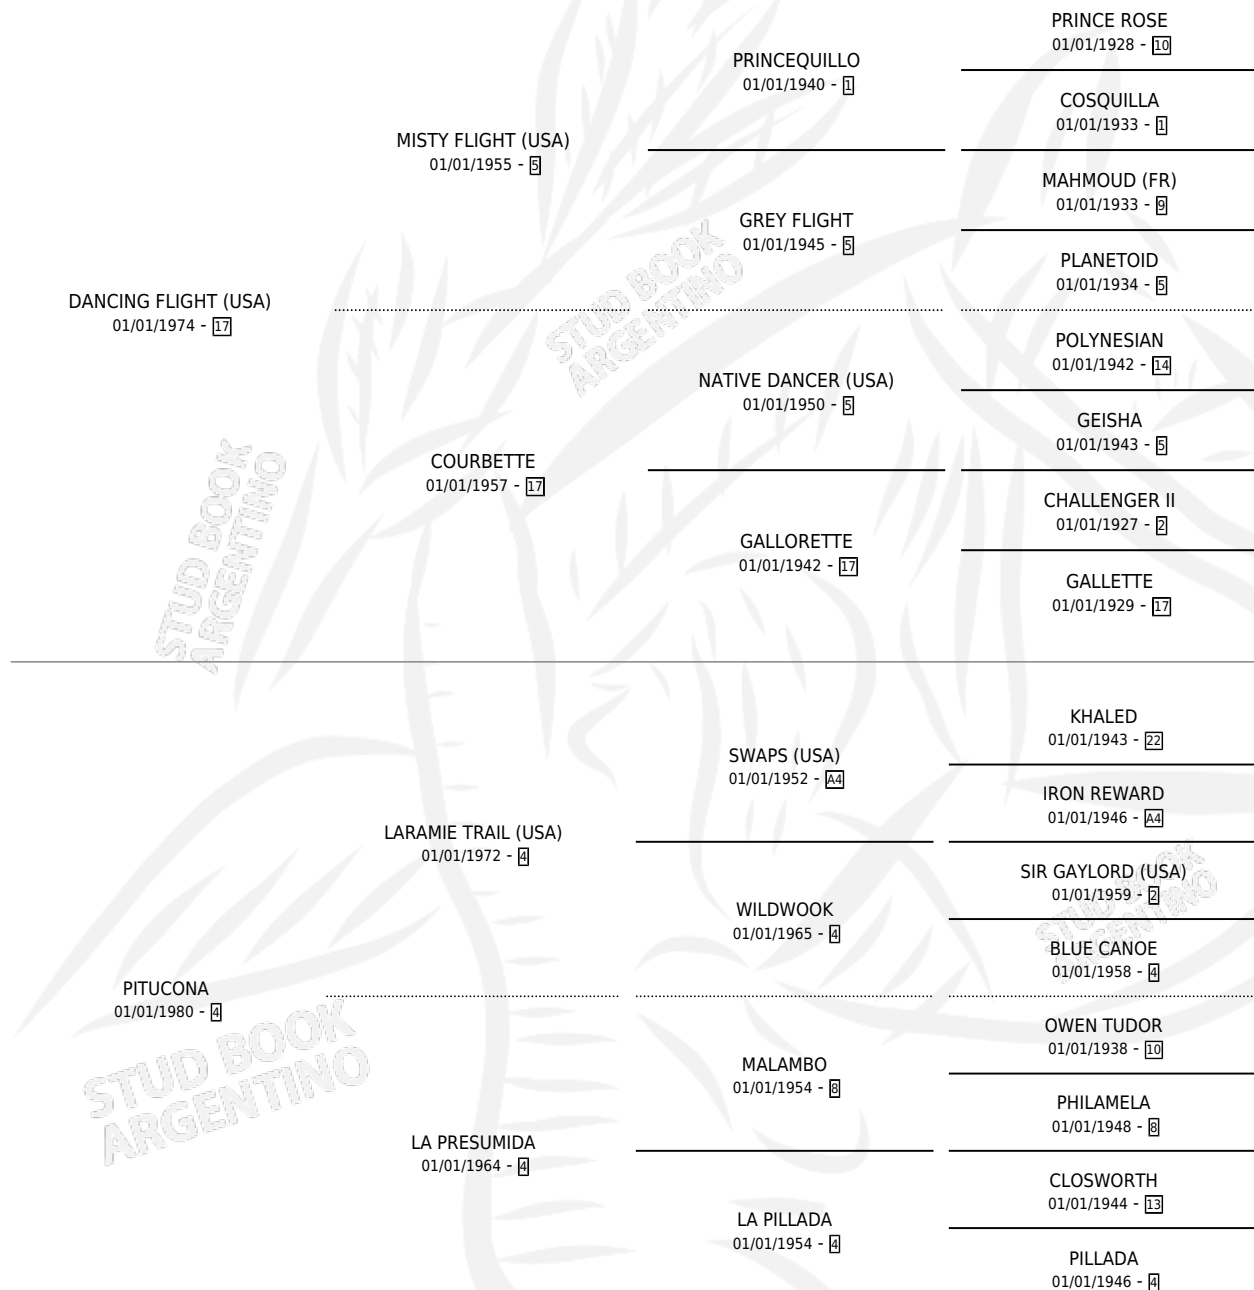 PRINCE ROSE
01/01/1928 - 10
PRINCEQUILLO
01/01/1940 - 1
COSQUILLA
01/01/1933 - 1
MISTY FLIGHT (USA)
01/01/1955 - 5
MAHMOUD (FR)
01/01/1933 - 9
GREY FLIGHT
01/01/1945 - 5
PLANETOID
01/01/1934 - 5
DANCING FLIGHT (USA)
01/01/1974 - 17
STUD BOOK
ARGENTINO
POLYNESIAN
01/01/1942 - 14
NATIVE DANCER (USA)
01/01/1950 - 5
GEISHA
01/01/1943 - 5
COURBETTE
01/01/1957 - 17
CHALLENGER II
01/01/1927 - 2
GALLORETTE
01/01/1942 - 17
GALLETTE
01/01/1929 - 17
STUD BOOK
ARGENTINO
KHALED
01/01/1943 - 22
SWAPS (USA)
01/01/1952 - A4
IRON REWARD
01/01/1946 - A4
LARAMIE TRAIL (USA)
01/01/1972 - 4
SIR GAYLORD (USA)
01/01/1959 - 2
STUD BOOK
ARGENTINO
WILDWOOK
01/01/1965 - 4
BLUE CANOE
01/01/1958 - 4
PITUCONA
01/01/1980 - 4
STUD BOOK
ARGENTINO
OWEN TUDOR
01/01/1938 - 10
MALAMBO
01/01/1954 - 8
PHILAMELA
01/01/1948 - 8
LA PRESUMIDA
01/01/1964 - 4
CLOSWORTH
01/01/1944 - 13
LA PILLADA
01/01/1954 - 4
PILLADA
01/01/1946 - 4